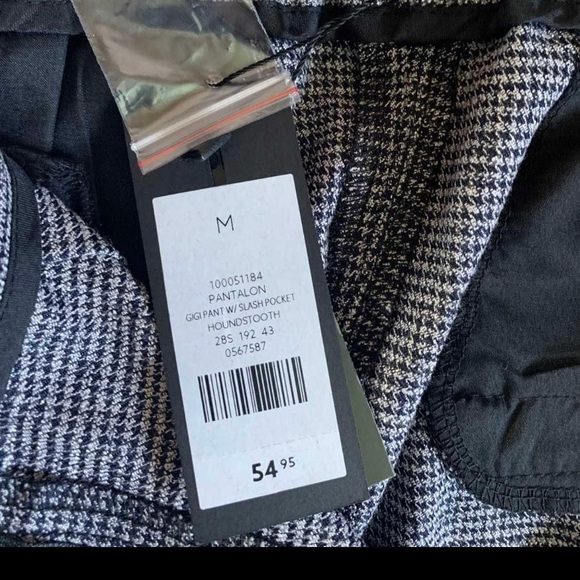 M
100051184
PANTALON
GIGI PANT W/ SLASH POCKET
HOUNDSTOOTH
28S 192 43
0567587
54 95